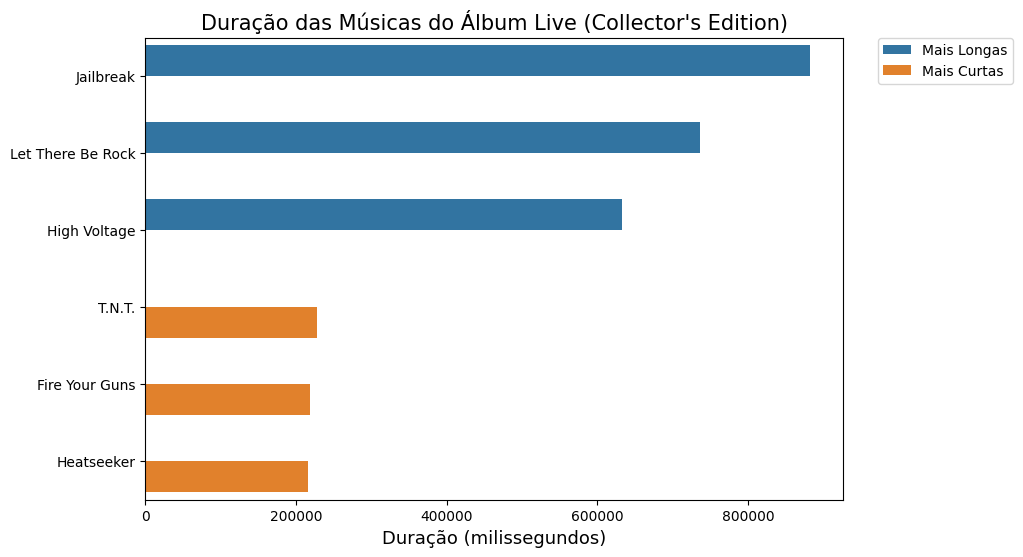 Duração das Músicas do Álbum Live (Collector's Edition)
Mais Longas
Mais Curtas
Jailbreak
Let There Be Rock
High Voltage
T.N.T.
Fire Your Guns
Heatseeker
0 200000 400000 600000 800000
Duração (milissegundos)